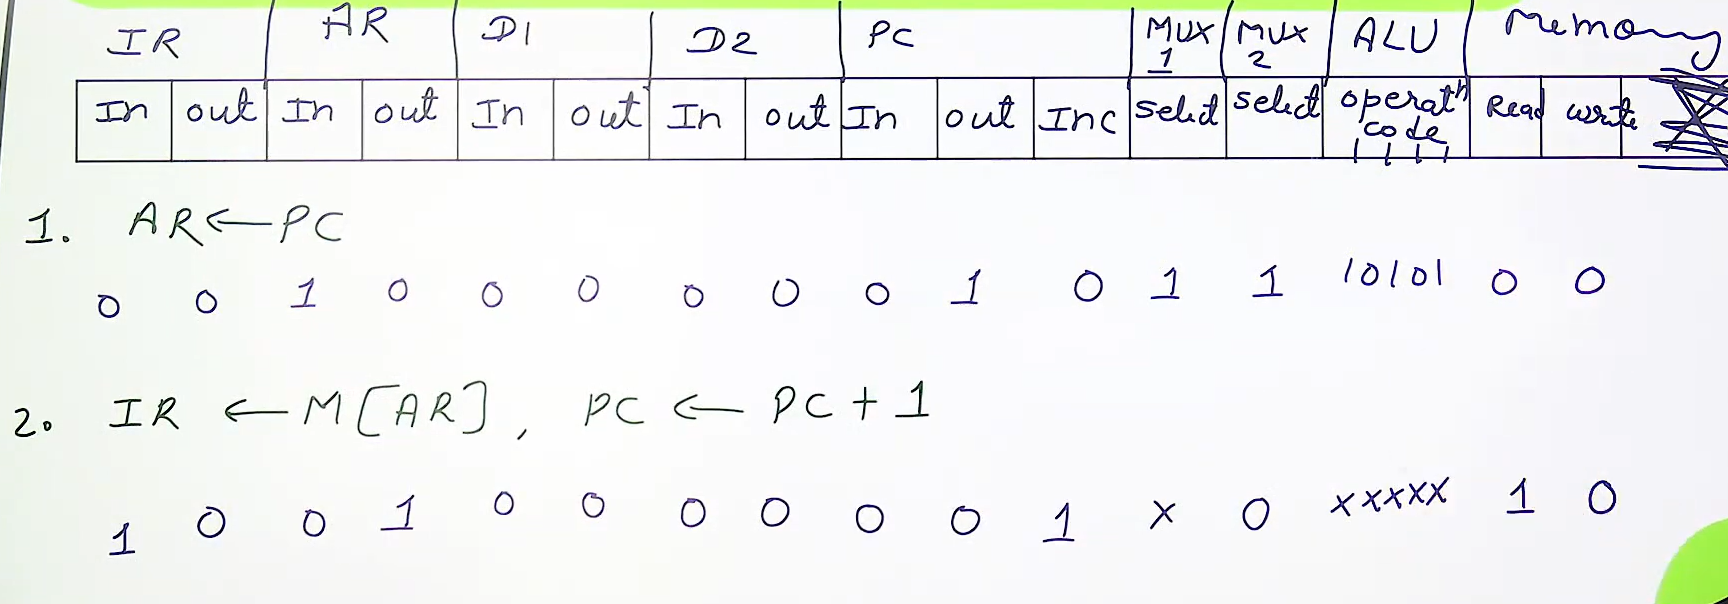 IR AR D1 D2 PC MUX 1 MUX 2 ALU Memory
In out In out In out In out In out Inc Select select operatⁿ code Read write
1. AR ← PC
0 0 1 0 0 0 0 0 0 1 0 1 1 10101 0 0
2. IR ← M[AR], PC ← PC + 1
1 0 0 1 0 0 0 0 0 0 1 x 0 xxxxx 1 0